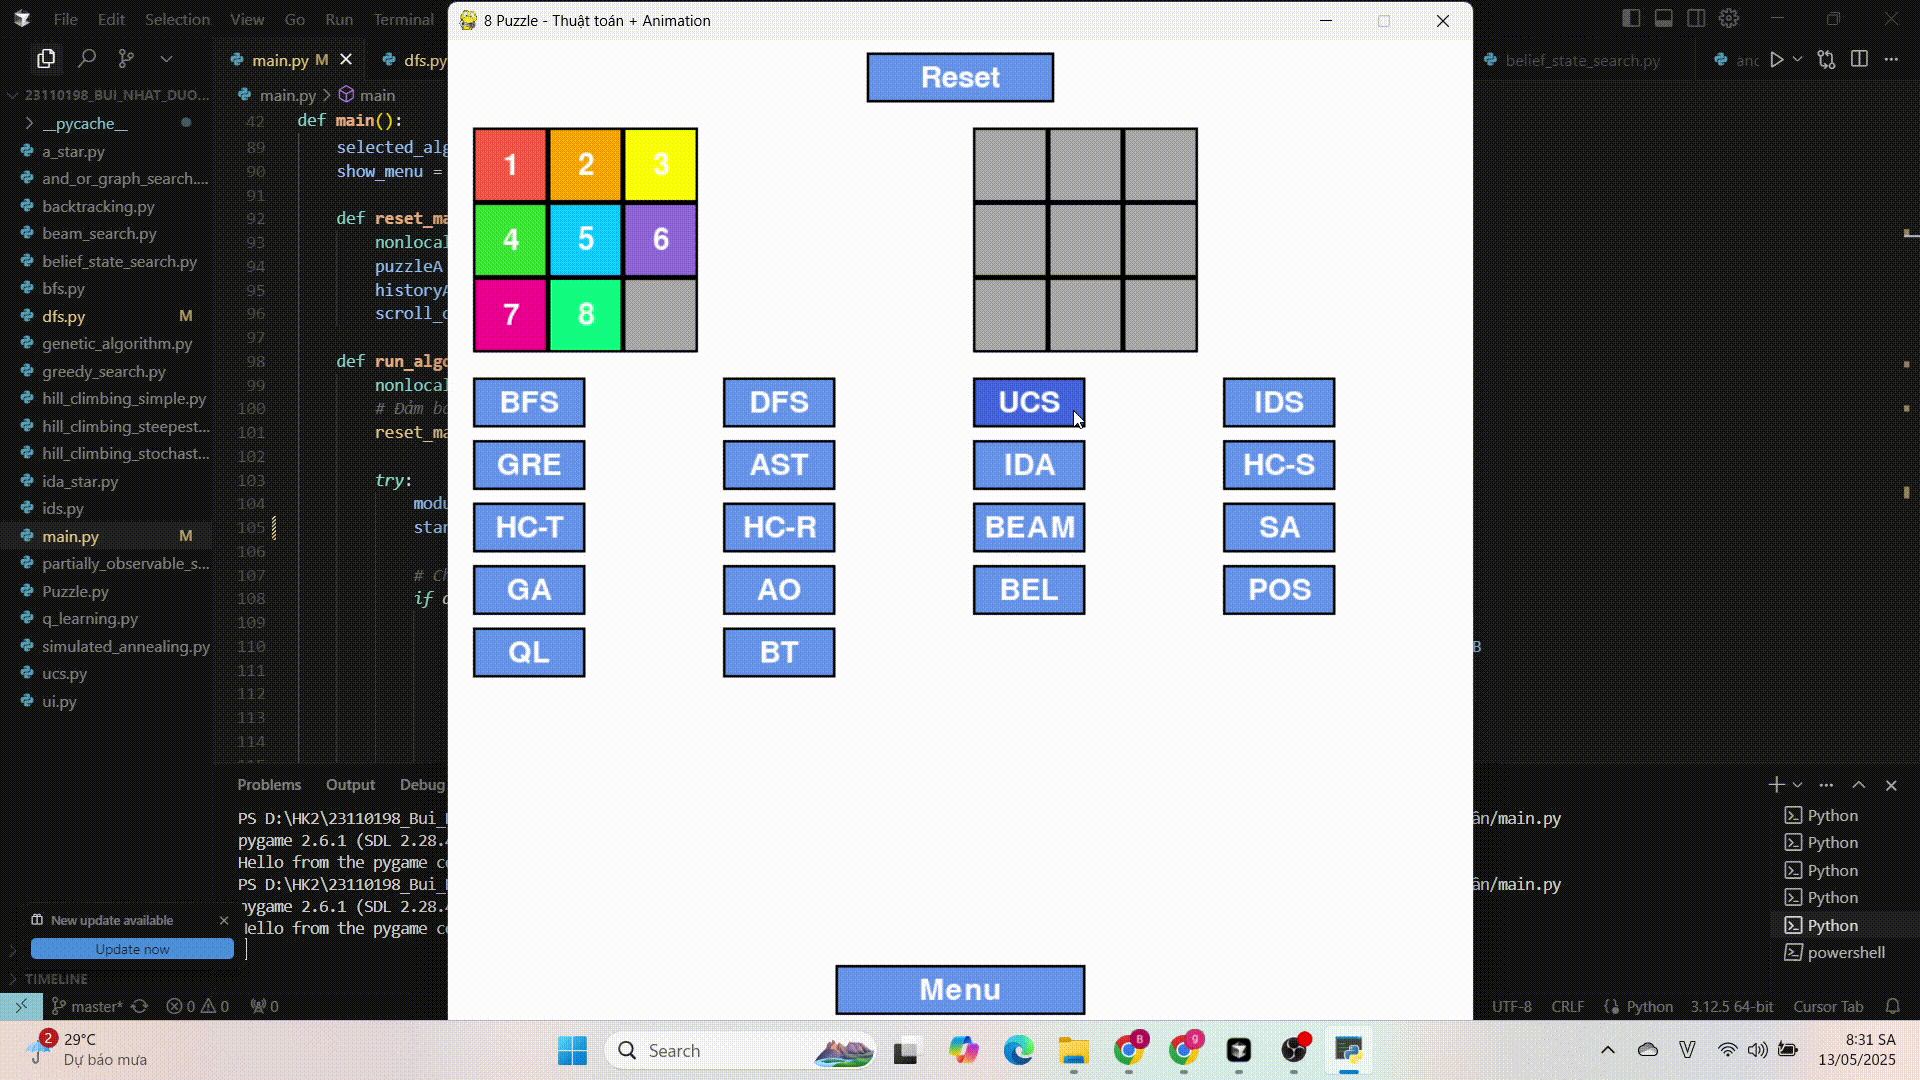 File Edit Selection View Go Run Terminal
8 Puzzle - Thuật toán + Animation
main.py M
dfs.py
belief_state_search.py
Reset
23110198_BUI_NHAT_DUO...
main.py > main
__pycache__
a_star.py
and_or_graph_search....
backtracking.py
beam_search.py
belief_state_search.py
bfs.py
dfs.py M
genetic_algorithm.py
greedy_search.py
hill_climbing_simple.py
hill_climbing_steepest...
hill_climbing_stochast...
ida_star.py
ids.py
main.py M
partially_observable_s...
Puzzle.py
q_learning.py
simulated_annealing.py
ucs.py
ui.py
42 def main():
89 selected_alg
90 show_menu =
91
92 def reset_ma
93 nonlocal
94 puzzleA
95 historyA
96 scroll_o
97
98 def run_algo
99 nonlocal
100 # Đảm bả
101 reset_ma
102
103 try:
104 modu
105 star
106
107 # Ch
108 if
109
110
111
112
113
114
1 2 3
4 5 6
7 8
BFS DFS UCS IDS
GRE AST IDA HC-S
HC-T HC-R BEAM SA
GA AO BEL POS
QL BT
Menu
Problems Output Debug
PS D:\HK2\23110198_Bui_ ân/main.py
pygame 2.6.1 (SDL 2.28.4
Hello from the pygame co
PS D:\HK2\23110198_Bui_ ân/main.py
pygame 2.6.1 (SDL 2.28.4
Hello from the pygame co
New update available
Update now
TIMELINE
Python
Python
Python
Python
Python
powershell
master* 0 0 0
UTF-8 CRLF Python 3.12.5 64-bit Cursor Tab
2 29°C
Dự báo mưa
Search
B 9
8:31 SA
13/05/2025